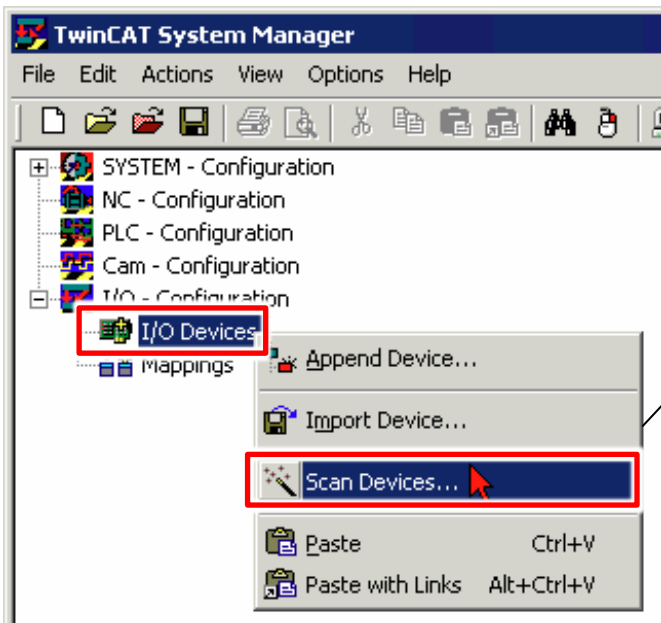 TwinCAT System Manager
File Edit Actions View Options Help
SYSTEM - Configuration
NC - Configuration
PLC - Configuration
Cam - Configuration
I/O - Configuration
I/O Devices
Mappings
Append Device...
Import Device...
Scan Devices...
Paste Ctrl+V
Paste with Links Alt+Ctrl+V